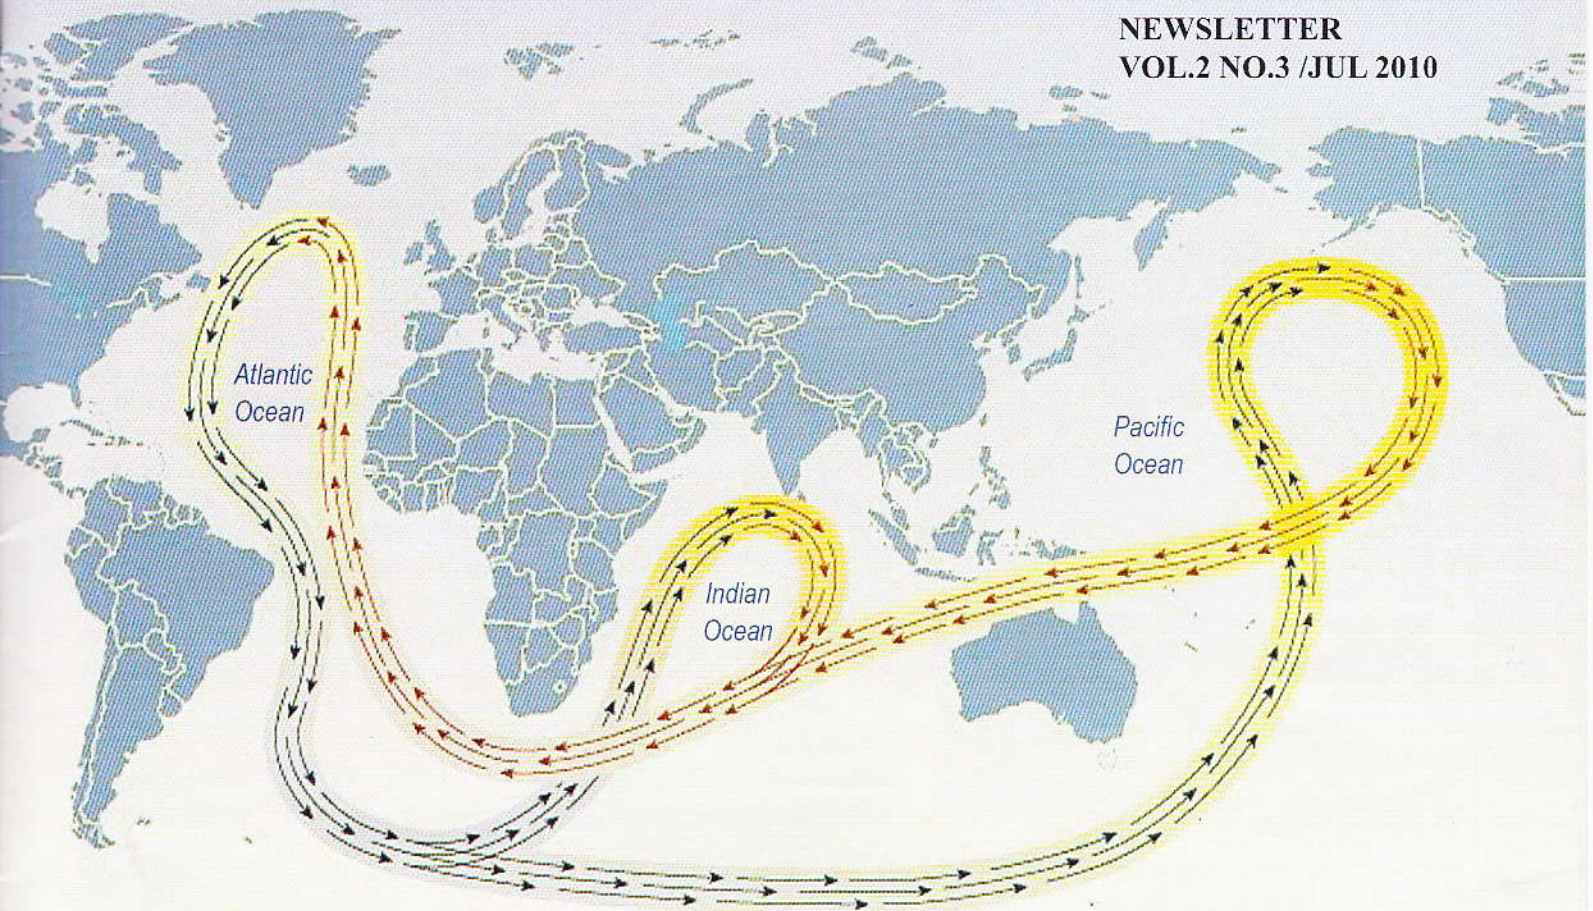 NEWSLETTER
VOL.2 NO.3 /JUL 2010
Atlantic
Ocean
Pacific
Ocean
Indian
Ocean